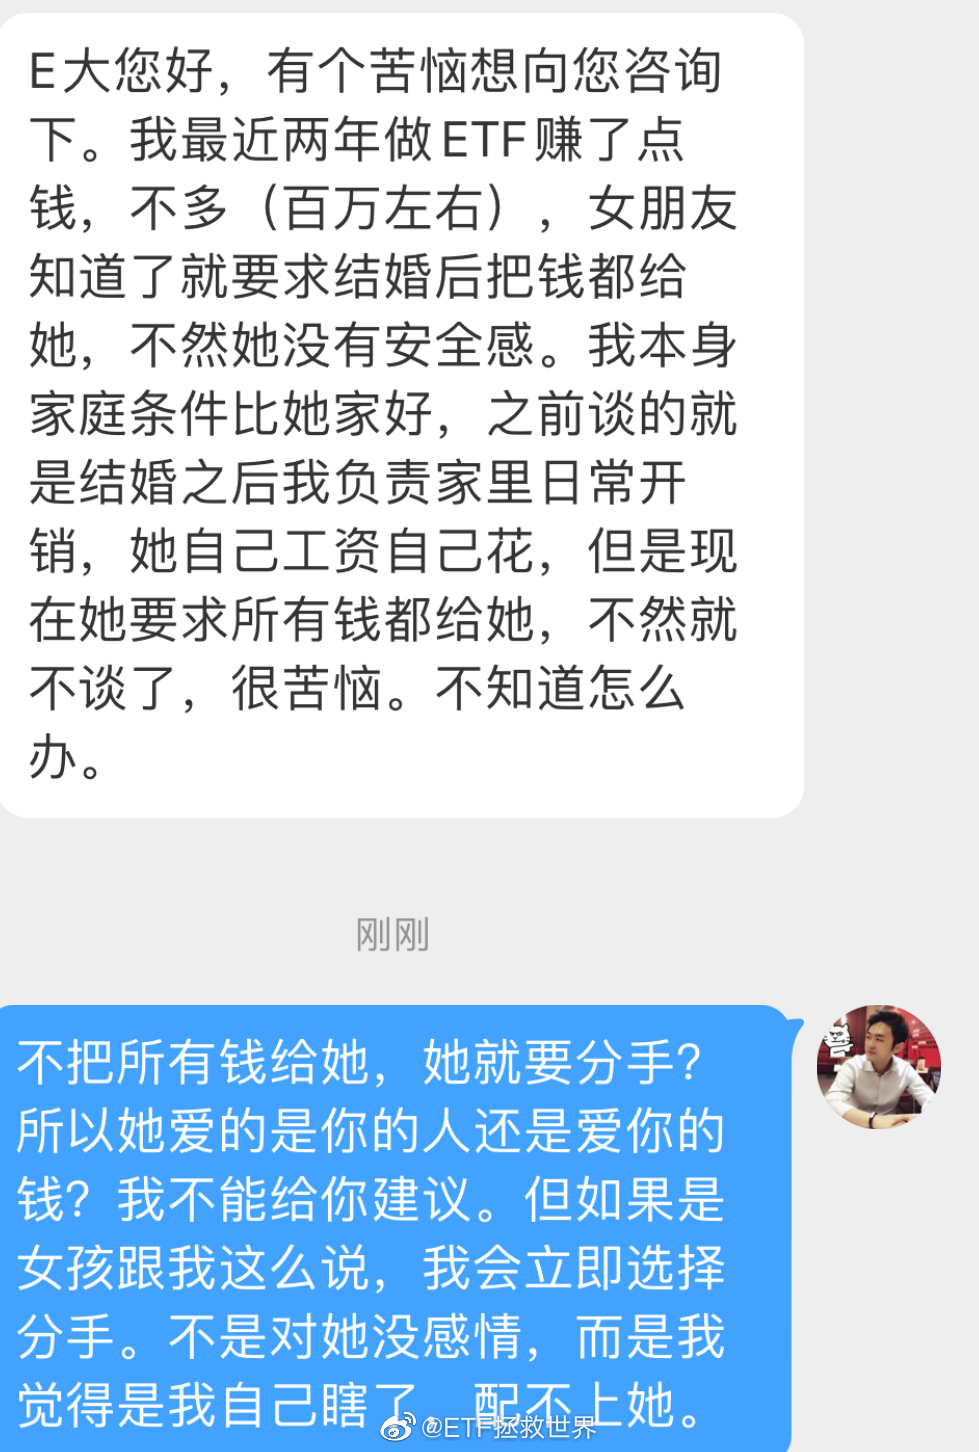 E大您好，有个苦恼想向您咨询
下。我最近两年做ETF赚了点
钱，不多（百万左右），女朋友
知道了就要求结婚后把钱都给
她，不然她没有安全感。我本身
家庭条件比她家好，之前谈的就
是结婚之后我负责家里日常开
销，她自己工资自己花，但是现
在她要求所有钱都给她，不然就
不谈了，很苦恼。不知道怎么
办。
刚刚
不把所有钱给她，她就要分手？
所以她爱的是你的人还是爱你的
钱？我不能给你建议。但如果是
女孩跟我这么说，我会立即选择
分手。不是对她没感情，而是我
觉得是我自己瞎了，配不上她。
@ETF拯救世界